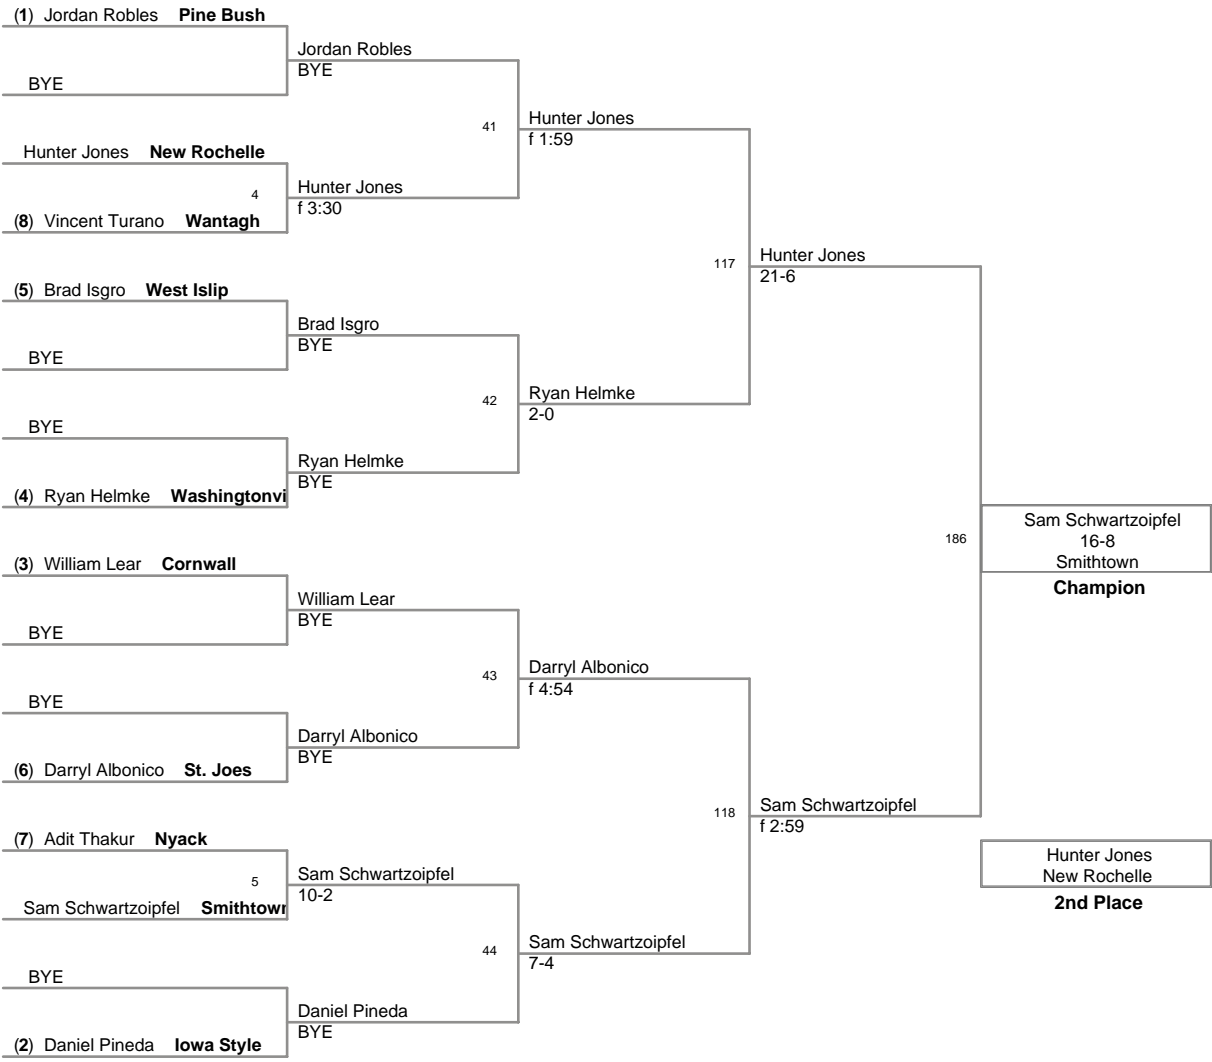 (1) Jordan Robles Pine Bush
Jordan Robles
BYE
BYE
41
Hunter Jones
f 1:59
Hunter Jones New Rochelle
4
Hunter Jones
f 3:30
(8) Vincent Turano Wantagh
117
Hunter Jones
21-6
(5) Brad Isgro West Islip
Brad Isgro
BYE
BYE
42
Ryan Helmke
2-0
BYE
Ryan Helmke
BYE
(4) Ryan Helmke Washingtonvi
186
Sam Schwartzoipfel
16-8
Smithtown
Champion
(3) William Lear Cornwall
William Lear
BYE
BYE
43
Darryl Albonico
f 4:54
BYE
Darryl Albonico
BYE
(6) Darryl Albonico St. Joes
118
Sam Schwartzoipfel
f 2:59
(7) Adit Thakur Nyack
5
Sam Schwartzoipfel
10-2
Sam Schwartzoipfel Smithtown
44
Sam Schwartzoipfel
7-4
BYE
Daniel Pineda
BYE
(2) Daniel Pineda Iowa Style
Hunter Jones
New Rochelle
2nd Place